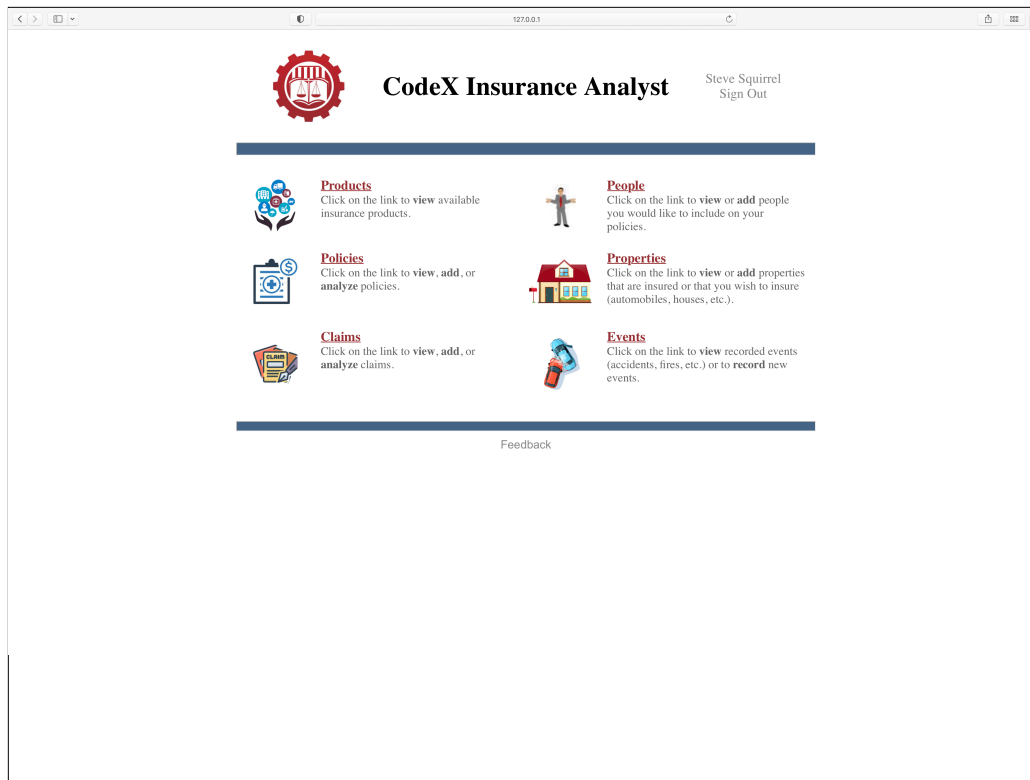 127.0.0.1
CodeX Insurance Analyst
Steve Squirrel
Sign Out
Products
Click on the link to view available
insurance products.
People
Click on the link to view or add people
you would like to include on your
policies.
Policies
Click on the link to view, add, or
analyze policies.
Properties
Click on the link to view or add properties
that are insured or that you wish to insure
(automobiles, houses, etc.).
CLAIM
Claims
Click on the link to view, add, or
analyze claims.
Events
Click on the link to view recorded events
(accidents, fires, etc.) or to record new
events.
Feedback